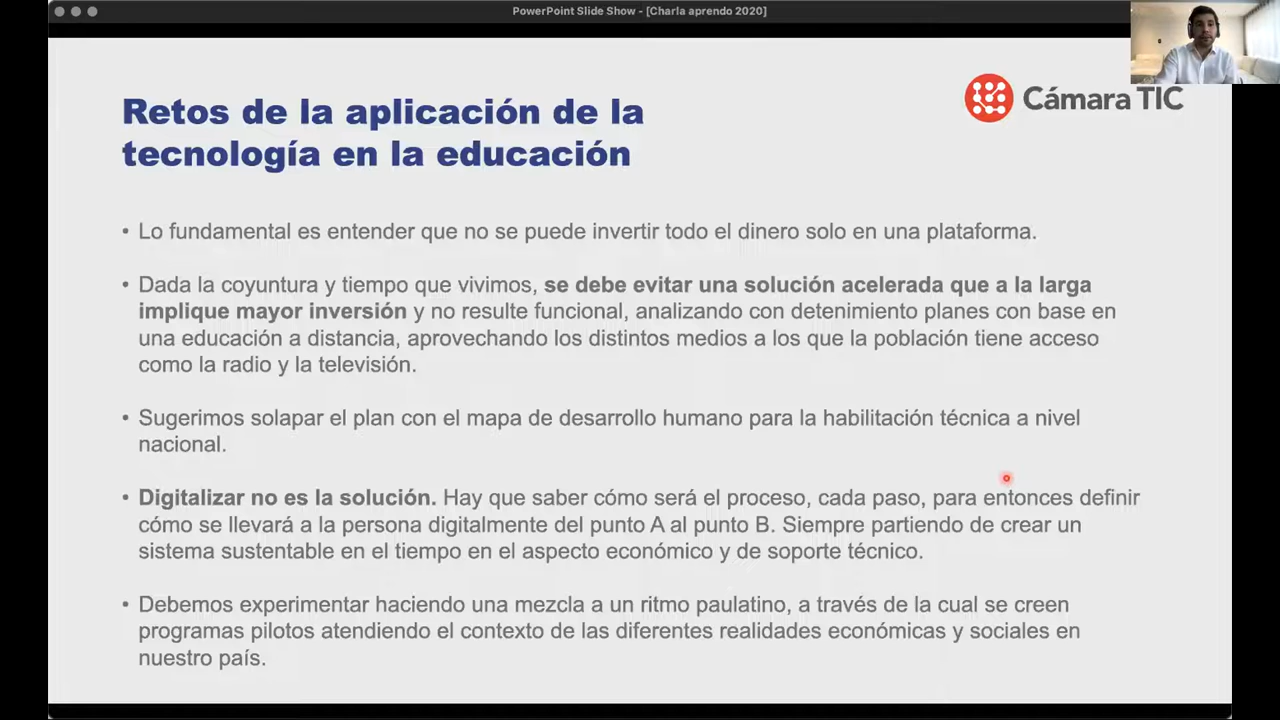 PowerPoint Slide Show - [Charla aprendo 2020]
Cámara TIC
Retos de la aplicación de la
tecnología en la educación
• Lo fundamental es entender que no se puede invertir todo el dinero solo en una plataforma.
• Dada la coyuntura y tiempo que vivimos, se debe evitar una solución acelerada que a la larga
implique mayor inversión y no resulte funcional, analizando con detenimiento planes con base en
una educación a distancia, aprovechando los distintos medios a los que la población tiene acceso
como la radio y la televisión.
• Sugerimos solapar el plan con el mapa de desarrollo humano para la habilitación técnica a nivel
nacional.
• Digitalizar no es la solución. Hay que saber cómo será el proceso, cada paso, para entonces definir
cómo se llevará a la persona digitalmente del punto A al punto B. Siempre partiendo de crear un
sistema sustentable en el tiempo en el aspecto económico y de soporte técnico.
• Debemos experimentar haciendo una mezcla a un ritmo paulatino, a través de la cual se creen
programas pilotos atendiendo el contexto de las diferentes realidades económicas y sociales en
nuestro país.